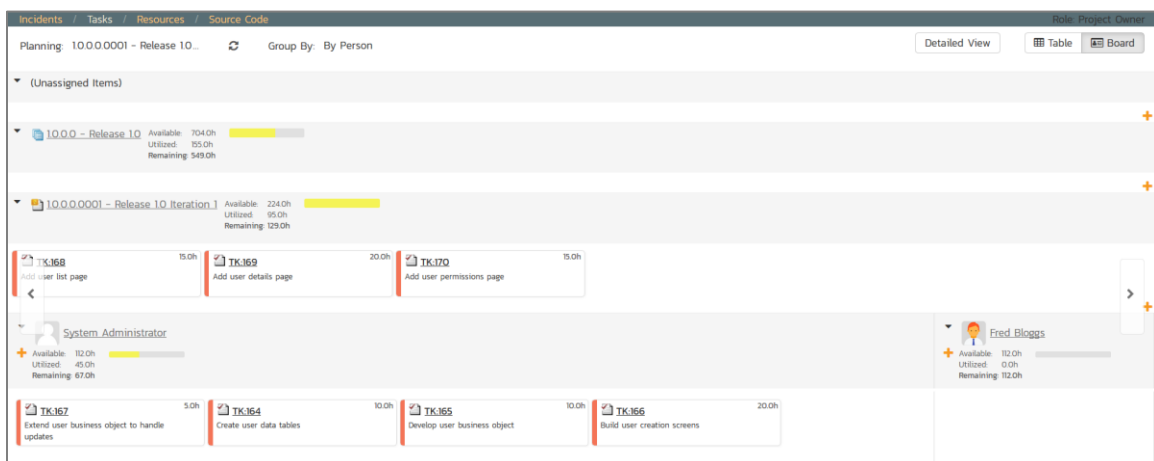 Incidents / Tasks / Resources / Source Code Role: Project Owner
Planning: 1.0.0.0.0001 - Release 1.0... Group By: By Person Detailed View Table Board
(Unassigned Items)
1.0.0.0 - Release 1.0 Available: 704.0h
Utilized: 155.0h
Remaining: 549.0h
1.0.0.0.0001 - Release 1.0 Iteration 1 Available: 224.0h
Utilized: 95.0h
Remaining: 129.0h
TK:168 15.0h TK:169 20.0h TK:170 15.0h
Add user list page Add user details page Add user permissions page
System Administrator Fred Bloggs
Available: 112.0h Available: 112.0h
Utilized: 45.0h Utilized: 0.0h
Remaining: 67.0h Remaining: 112.0h
TK:167 5.0h TK:164 10.0h TK:165 10.0h TK:166 20.0h
Extend user business object to handle Create user data tables Develop user business object Build user creation screens
updates